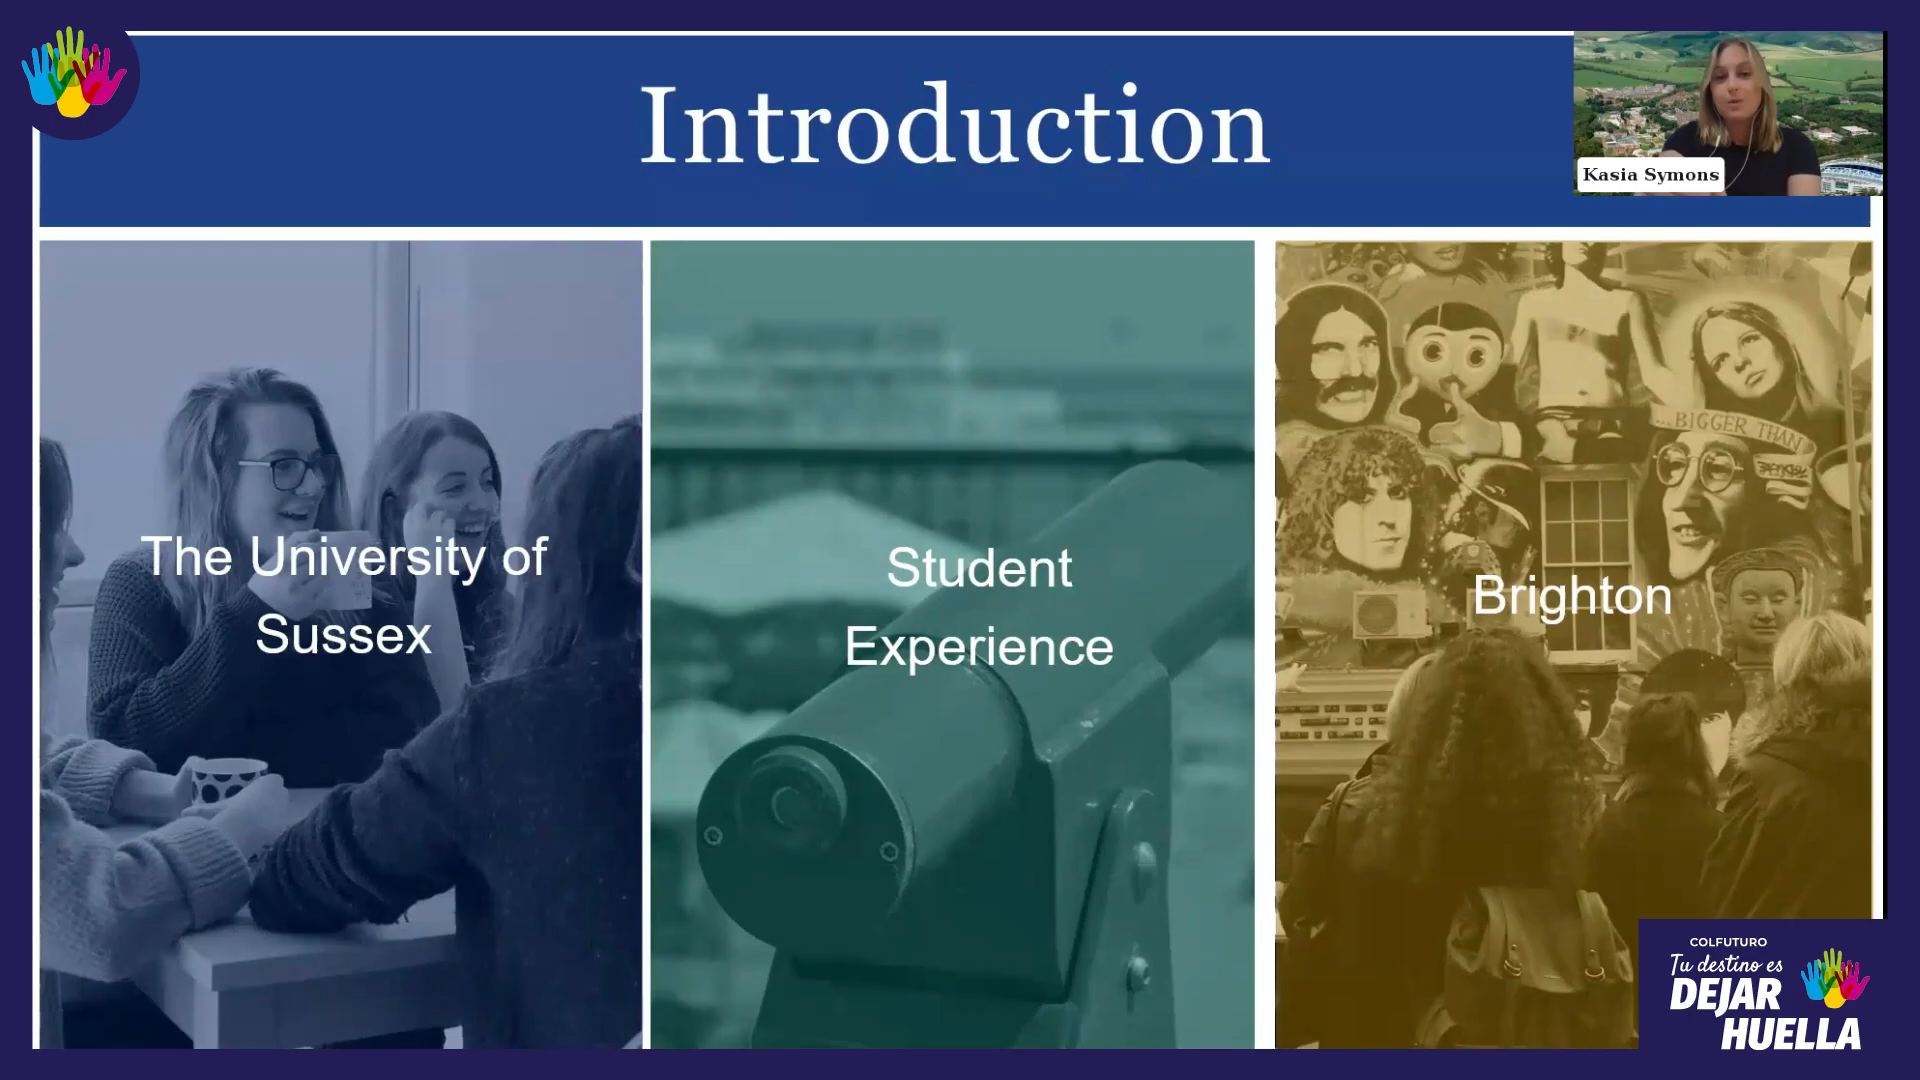 Introduction
Kasia Symons
The University of
Sussex
Student
Experience
Brighton
...BIGGER THAN
COLFUTURO
Tu destino es
DEJAR
HUELLA